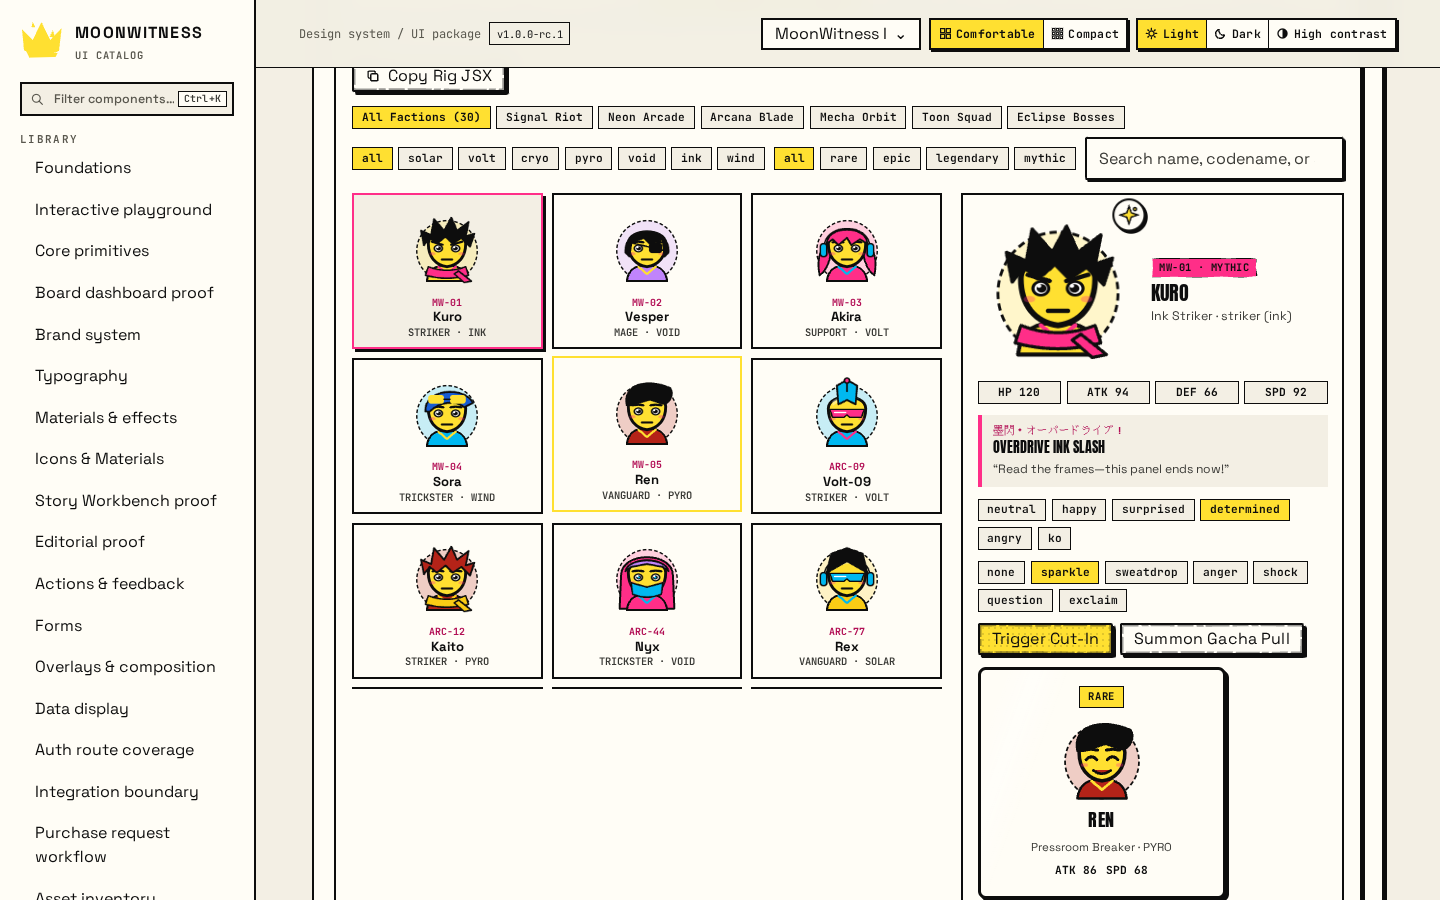 MOONWITNESS
UI CATALOG
Filter components... Ctrl+K
LIBRARY
Foundations
Interactive playground
Core primitives
Board dashboard proof
Brand system
Typography
Materials & effects
Icons & Materials
Story Workbench proof
Editorial proof
Actions & feedback
Forms
Overlays & composition
Data display
Auth route coverage
Integration boundary
Purchase request
workflow
Asset inventory
Design system / UI package v1.0.0-rc.1
MoonWitness I
Comfortable Compact
Light Dark High contrast
Copy Rig JSX
All Factions (30) Signal Riot Neon Arcade Arcana Blade Mecha Orbit Toon Squad Eclipse Bosses
all solar volt cryo pyro void ink wind all rare epic legendary mythic
Search name, codename, or
MW-01
Kuro
STRIKER · INK
MW-02
Vesper
MAGE · VOID
MW-03
Akira
SUPPORT · VOLT
MW-04
Sora
TRICKSTER · WIND
MW-05
Ren
VANGUARD · PYRO
ARC-09
Volt-09
STRIKER · VOLT
ARC-12
Kaito
STRIKER · PYRO
ARC-44
Nyx
TRICKSTER · VOID
ARC-77
Rex
VANGUARD · SOLAR
MW-01 · MYTHIC
KURO
Ink Striker · striker (ink)
HP 120 ATK 94 DEF 66 SPD 92
墨閃・オーバードライブ！
OVERDRIVE INK SLASH
“Read the frames—this panel ends now!”
neutral happy surprised determined
angry ko
none sparkle sweatdrop anger shock
question exclaim
Trigger Cut-In Summon Gacha Pull
RARE
REN
Pressroom Breaker · PYRO
ATK 86 SPD 68